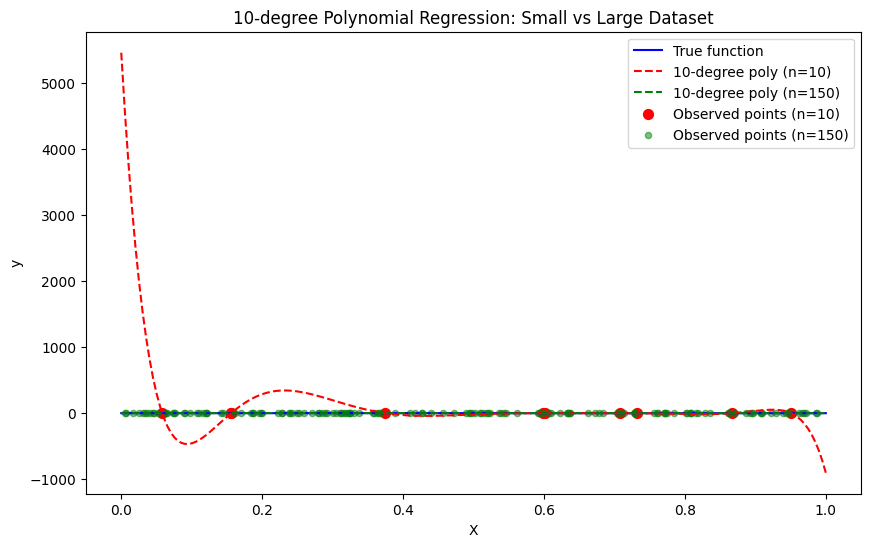 10-degree Polynomial Regression: Small vs Large Dataset
True function
10-degree poly (n=10)
10-degree poly (n=150)
Observed points (n=10)
Observed points (n=150)
5000
4000
3000
2000
1000
0
−1000
y
0.0
0.2
0.4
0.6
0.8
1.0
X